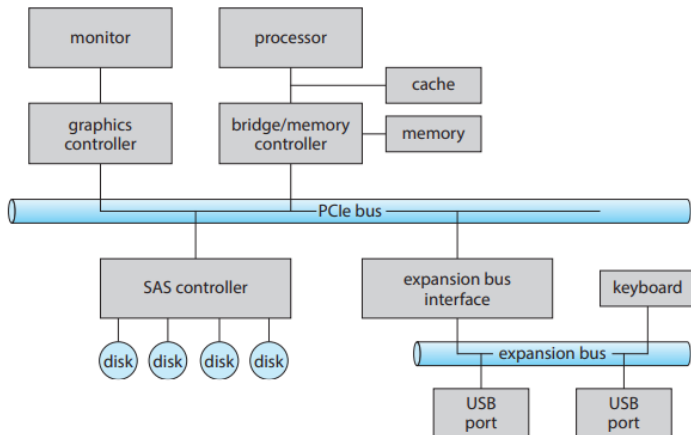 monitor
processor
cache
graphics
controller
bridge/memory
controller
memory
PCIe bus
SAS controller
expansion bus
interface
keyboard
disk
disk
disk
disk
expansion bus
USB
port
USB
port